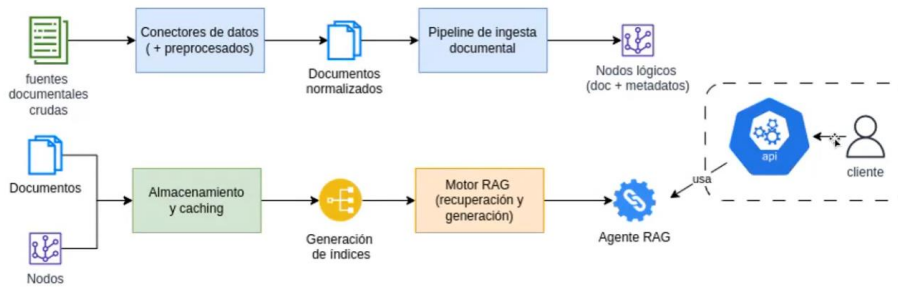 fuentes
documentales
crudas
Conectores de datos
( + preprocesados)
Documentos
normalizados
Pipeline de ingesta
documental
Nodos lógicos
(doc + metadatos)
Documentos
Nodos
Almacenamiento
y caching
Generación
de índices
Motor RAG
(recuperación y
generación)
Agente RAG
usa
api
cliente